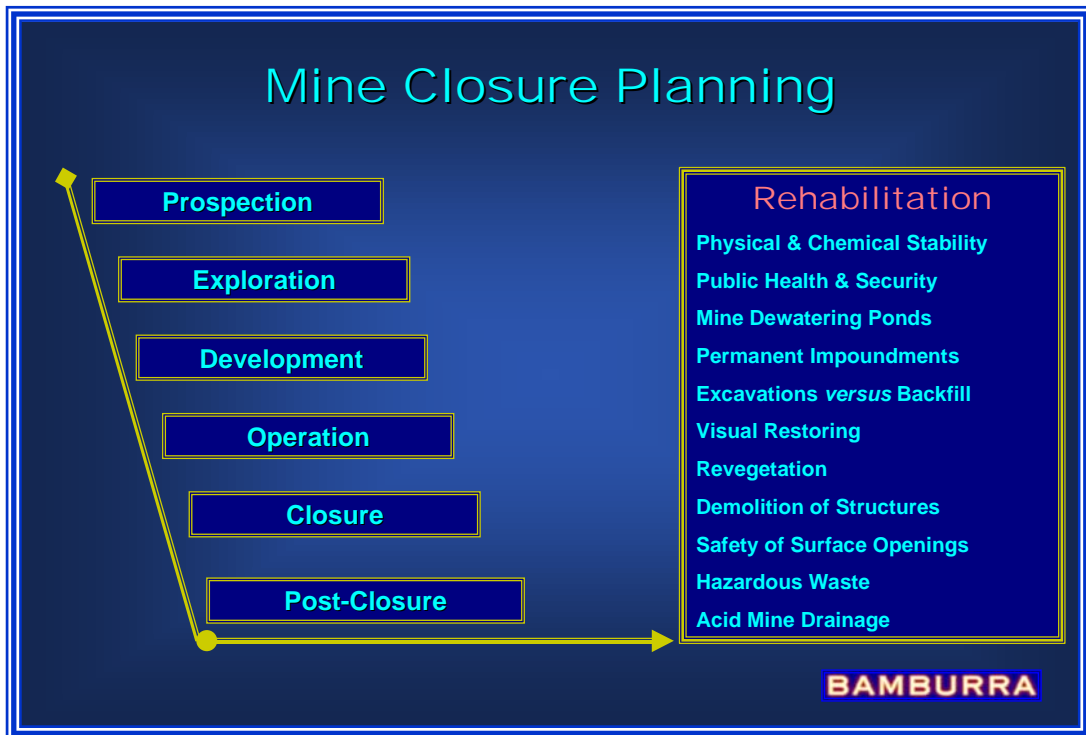 Mine Closure Planning
Prospection
Exploration
Development
Operation
Closure
Post-Closure
Rehabilitation
Physical & Chemical Stability
Public Health & Security
Mine Dewatering Ponds
Permanent Impoundments
Excavations versus Backfill
Visual Restoring
Revegetation
Demolition of Structures
Safety of Surface Openings
Hazardous Waste
Acid Mine Drainage
BAMBURRA